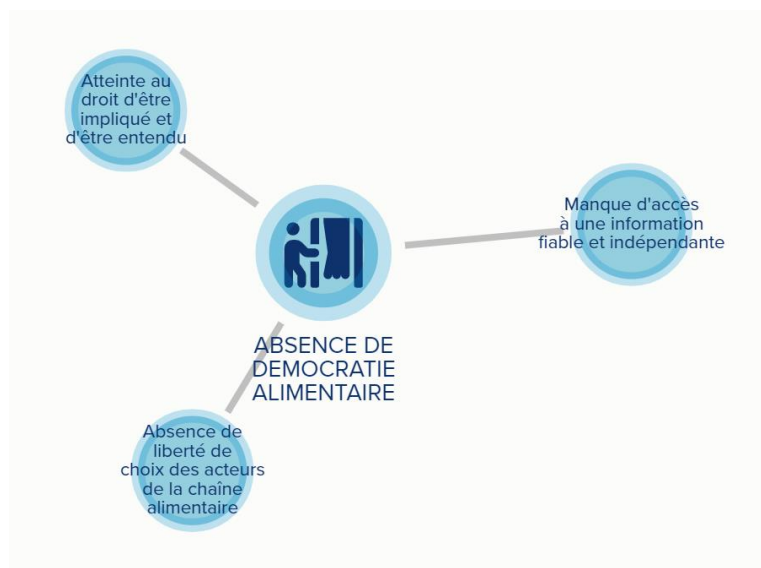 Atteinte au
droit d'être
impliqué et
d'être entendu
Manque d'accès
à une information
fiable et indépendante
ABSENCE DE
DEMOCRATIE
ALIMENTAIRE
Absence de
liberté de
choix des acteurs
de la chaîne
alimentaire